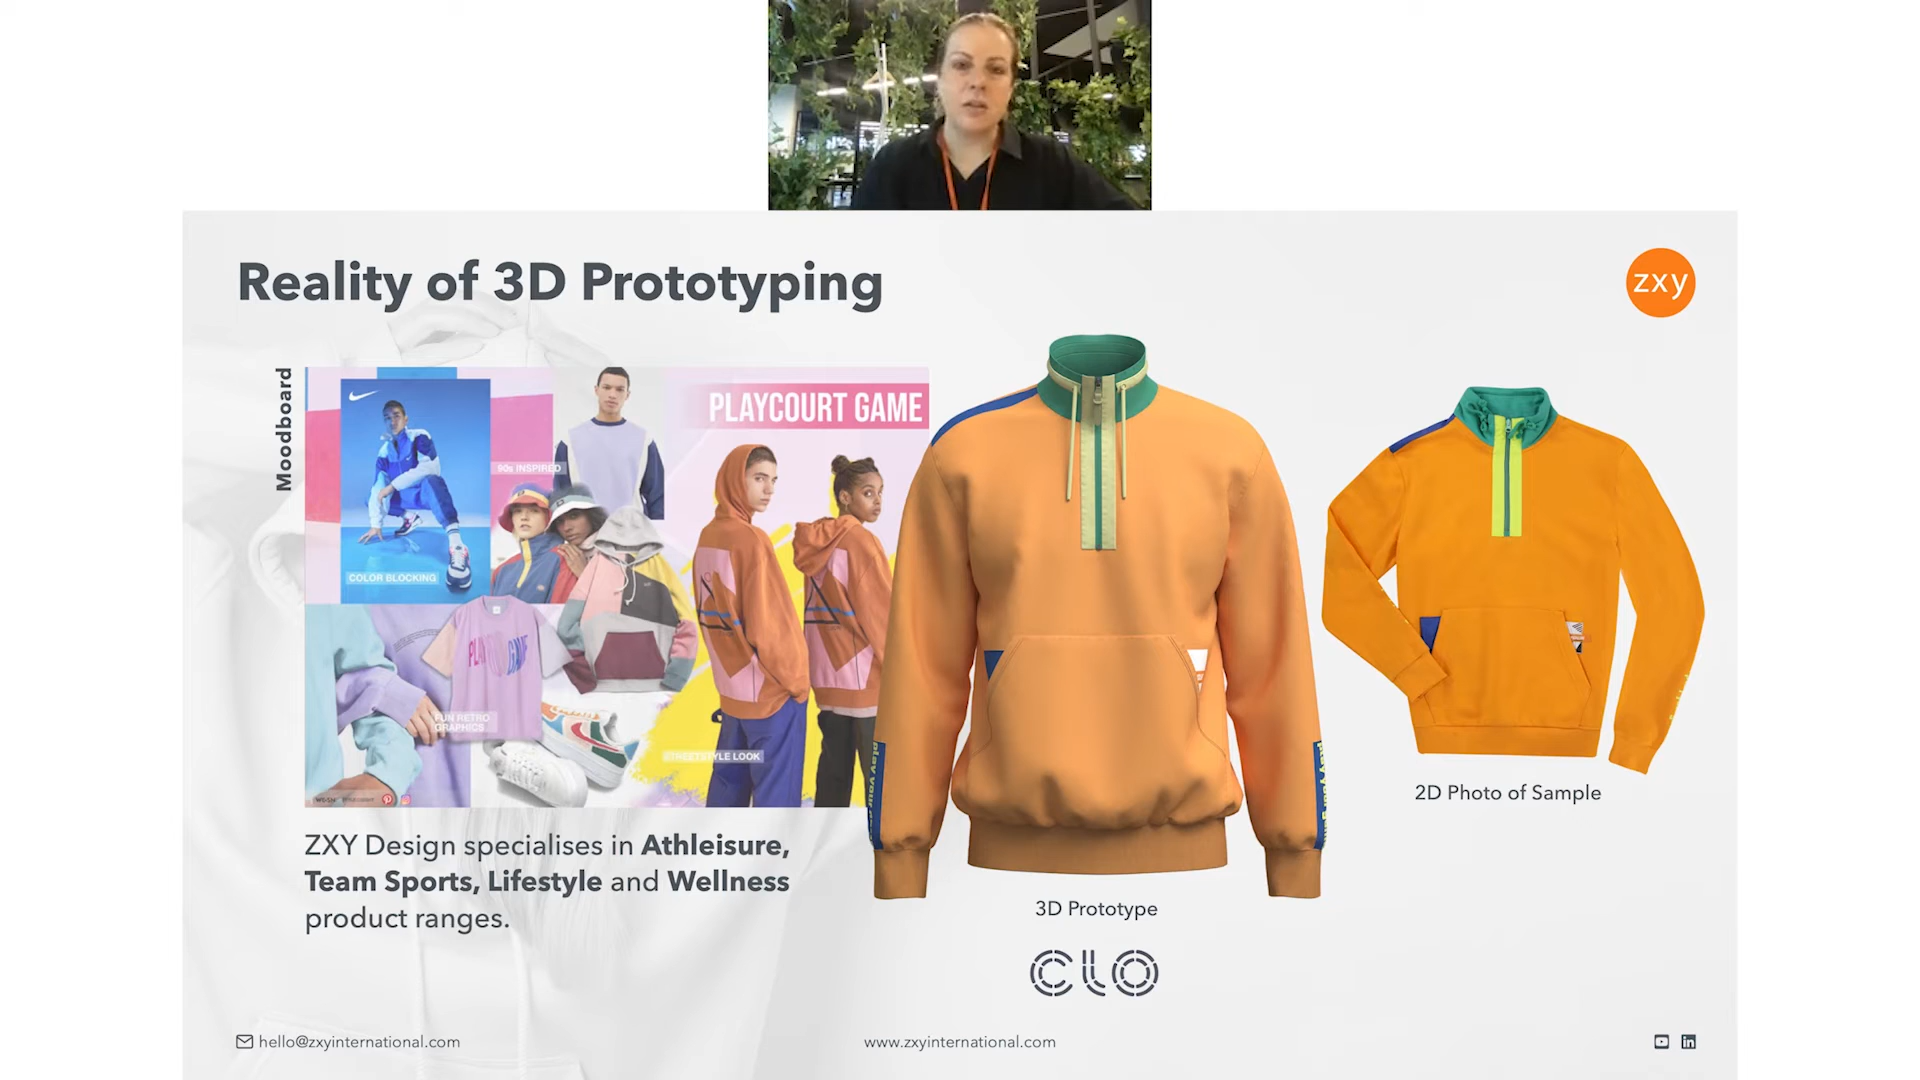 Reality of 3D Prototyping
zxy
Moodboard
PLAYCOURT GAME
90s INSPIRED
COLOR BLOCKING
FUN RETRO
GRAPHICS
STREETSTYLE LOOK
ZXY Design specialises in Athleisure,
Team Sports, Lifestyle and Wellness
product ranges.
3D Prototype
CLO
2D Photo of Sample
hello@zxyinternational.com
www.zxyinternational.com